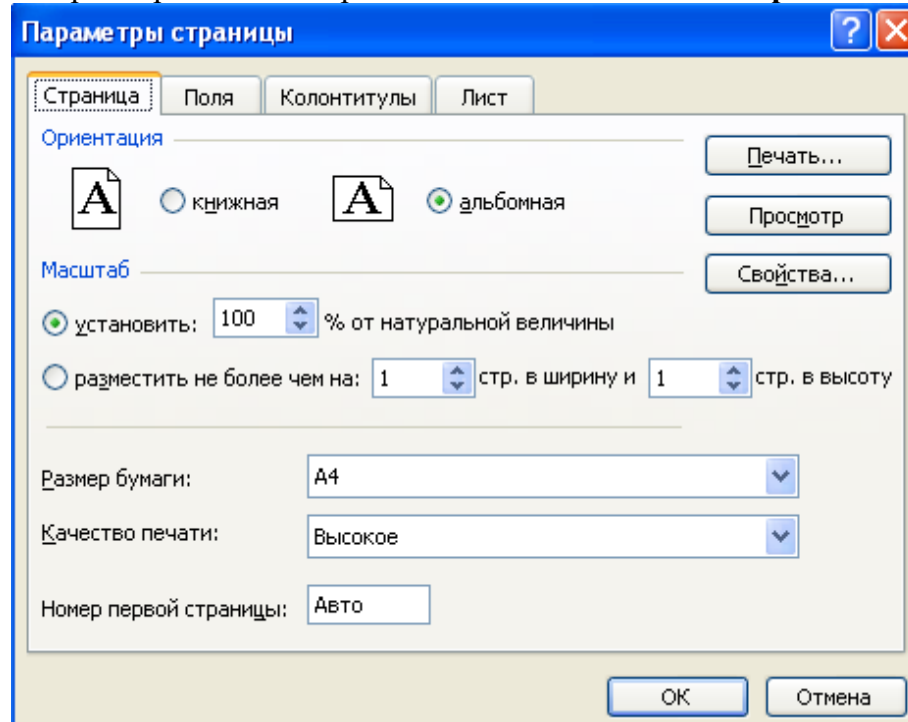 Параметры страницы
Страница Поля Колонтитулы Лист
Ориентация
Печать...
A книжная A альбомная
Просмотр
Масштаб
Свойства...
установить: 100 % от натуральной величины
разместить не более чем на: 1 стр. в ширину и 1 стр. в высоту
Размер бумаги: A4
Качество печати: Высокое
Номер первой страницы: Авто
ОК Отмена